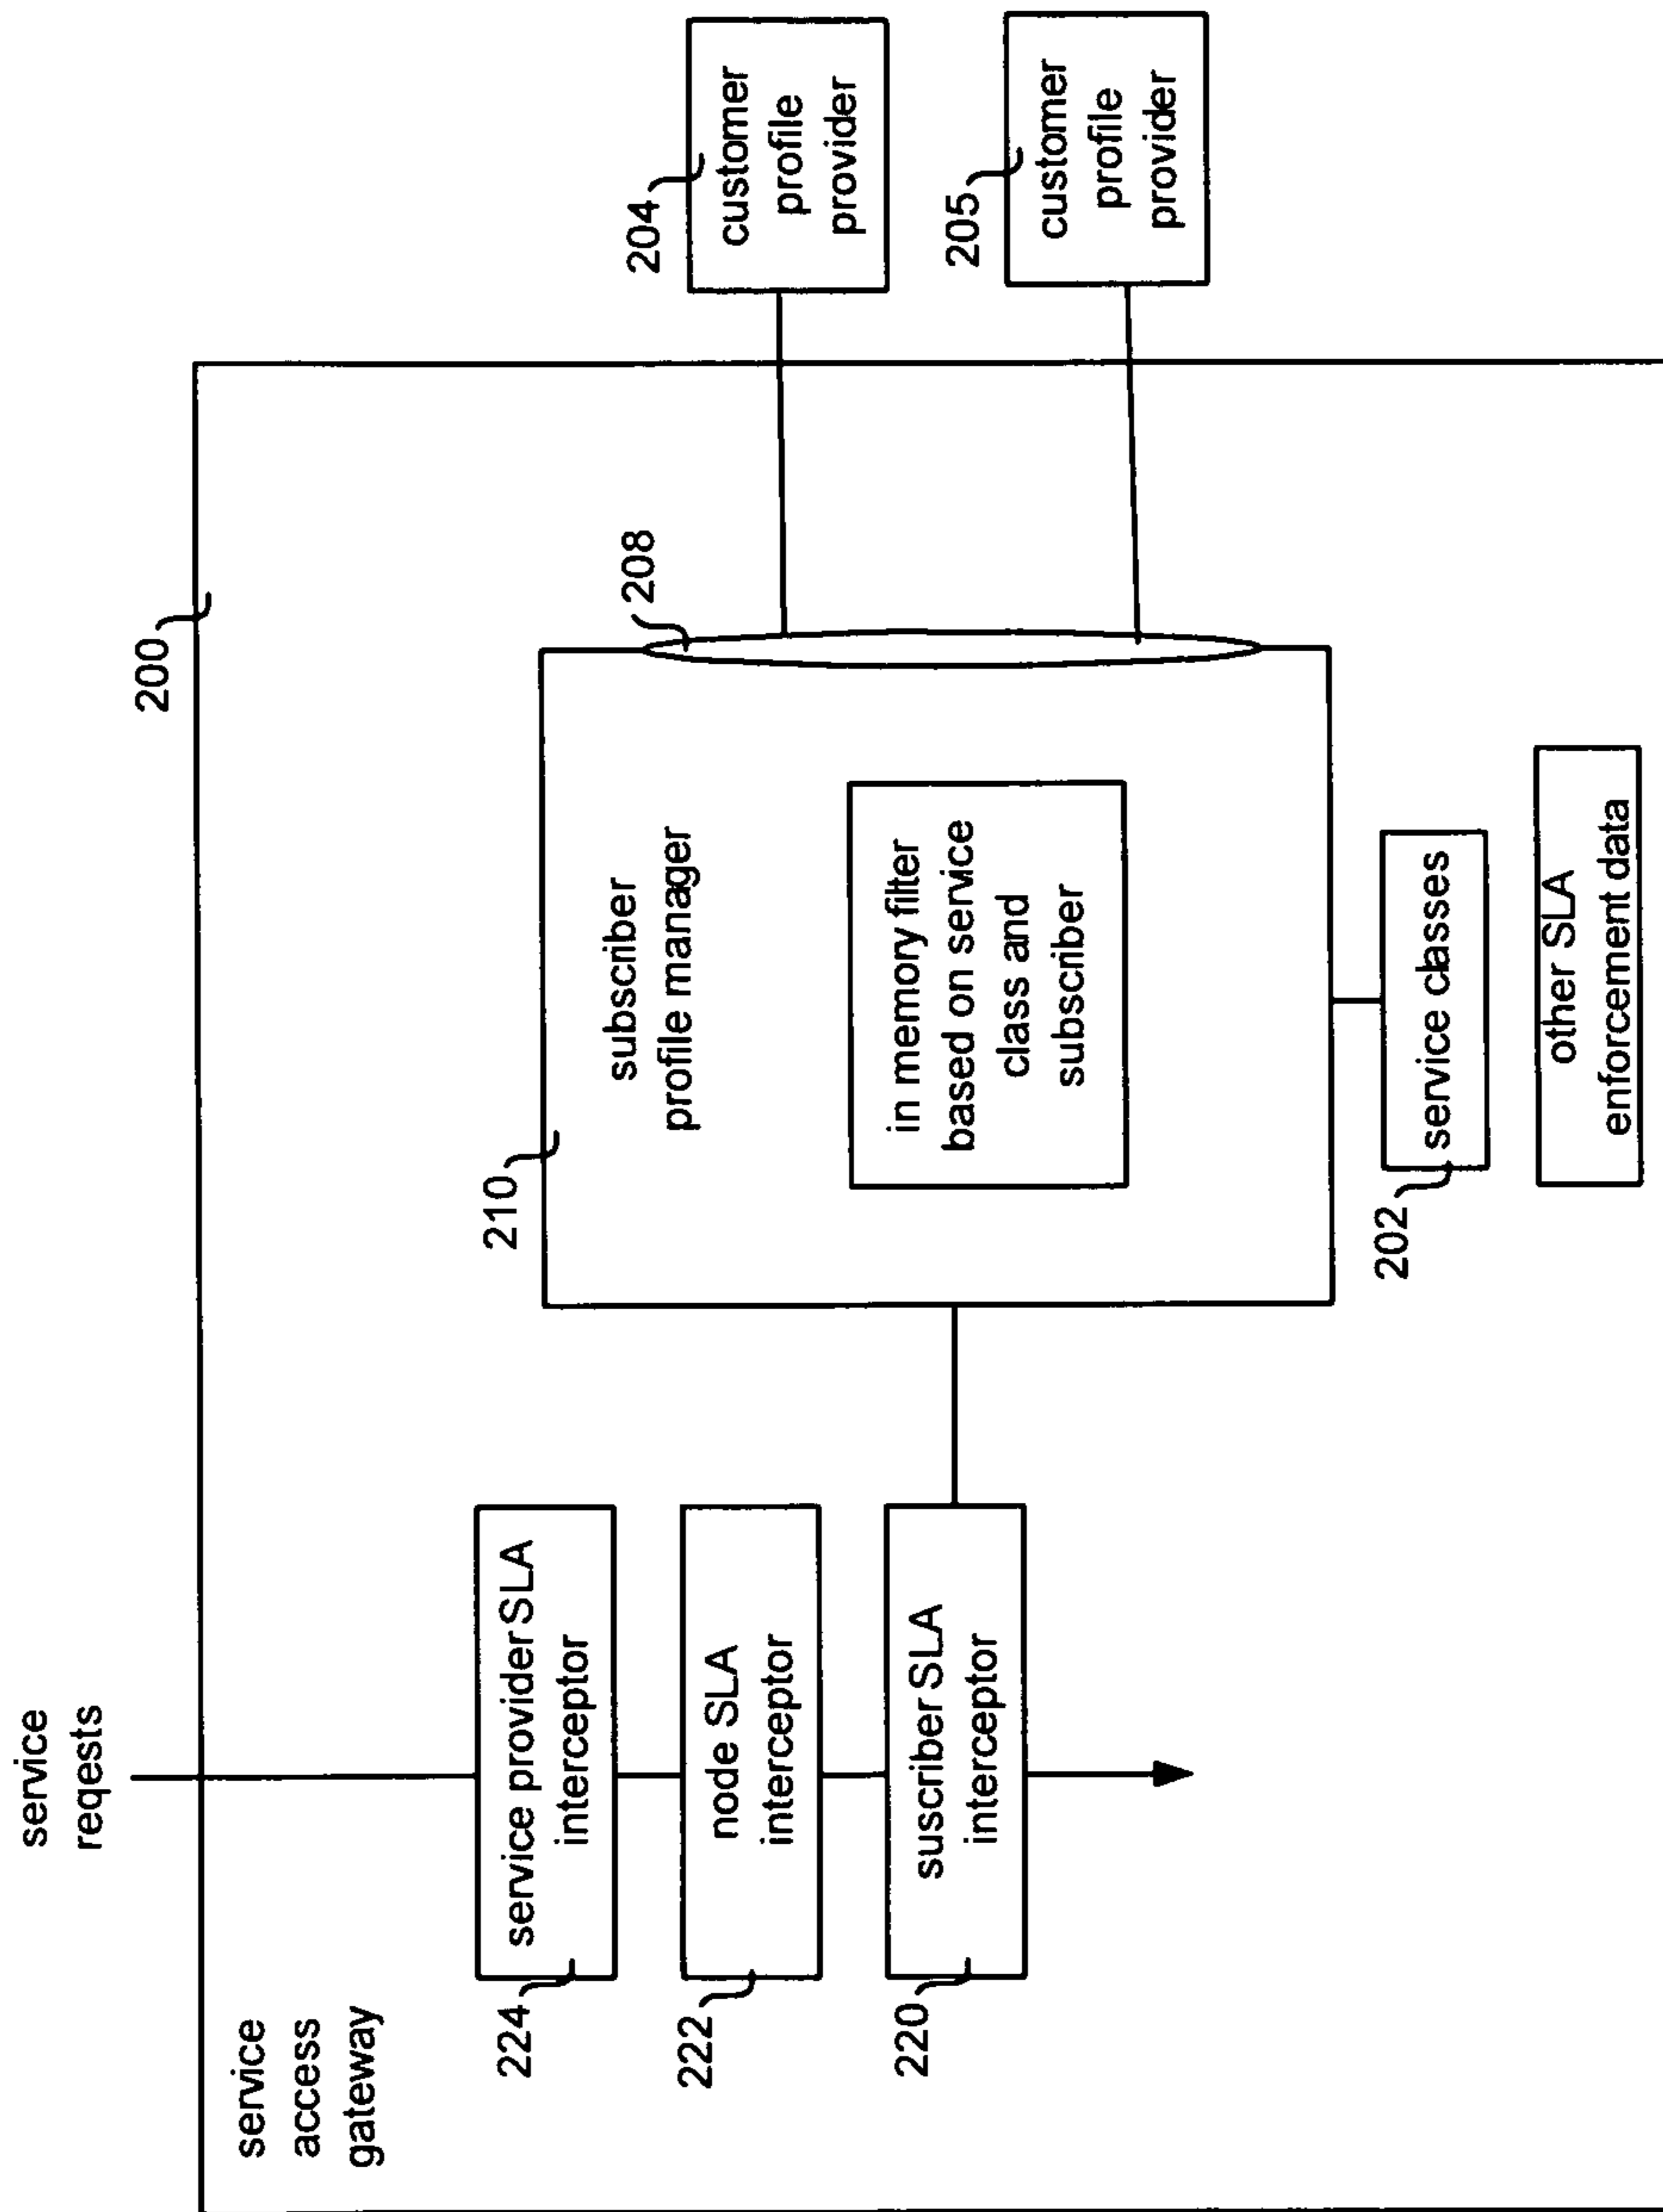 service
reqests
200
service
access
gateway
service provider SLA
interceptor
224
node SLA
interceptor
222
suscriber SLA
interceptor
220
210
subscriber
profile manager
in memory filter
based on service
class and
subscriber
208
204
customer
profile
provider
205
customer
profile
provider
202
service classes
other SLA
enforcement data